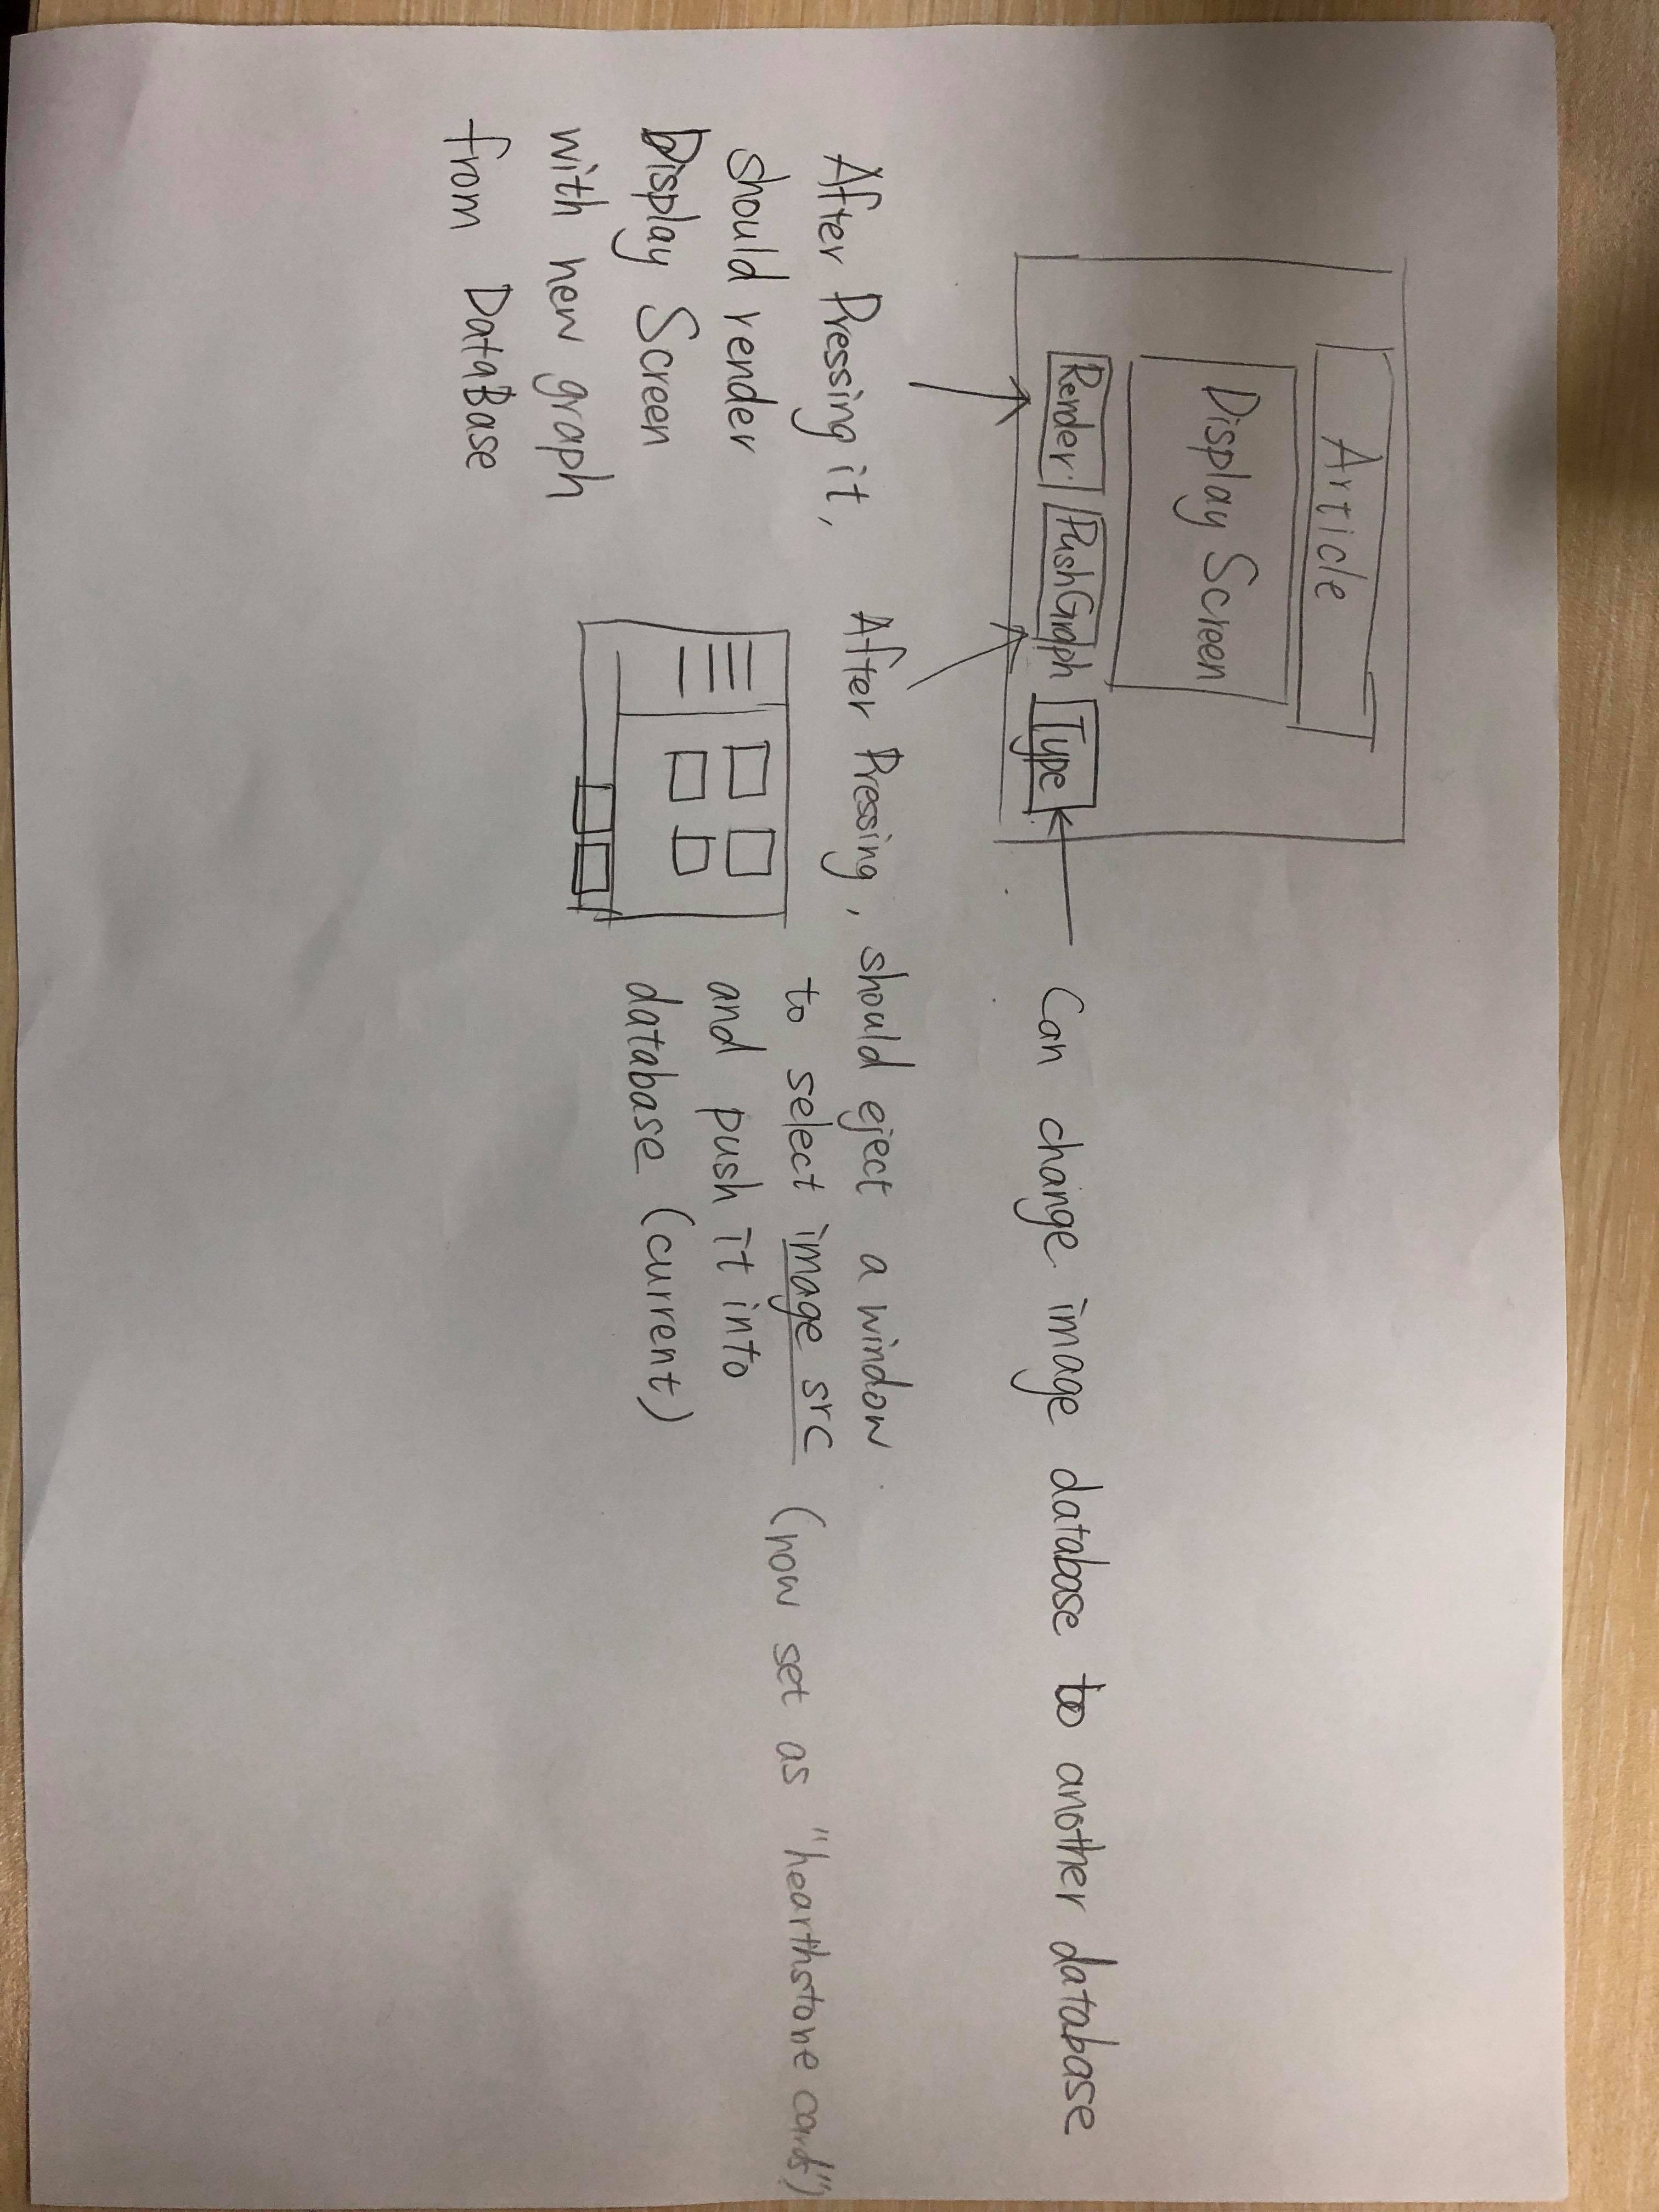 Article
Display Screen
Render PushGraph Type
Can change image database to another database
After Pressing it,
should render
Display Screen
with new graph
from DataBase
After Pressing, should eject a window
to select image src (now set as "hearthstone cards")
and push it into
database (current)